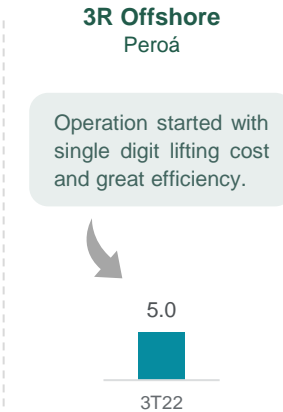 3R Offshore
Peroá
Operation started with
single digit lifting cost
and great efficiency.
5.0
3T22